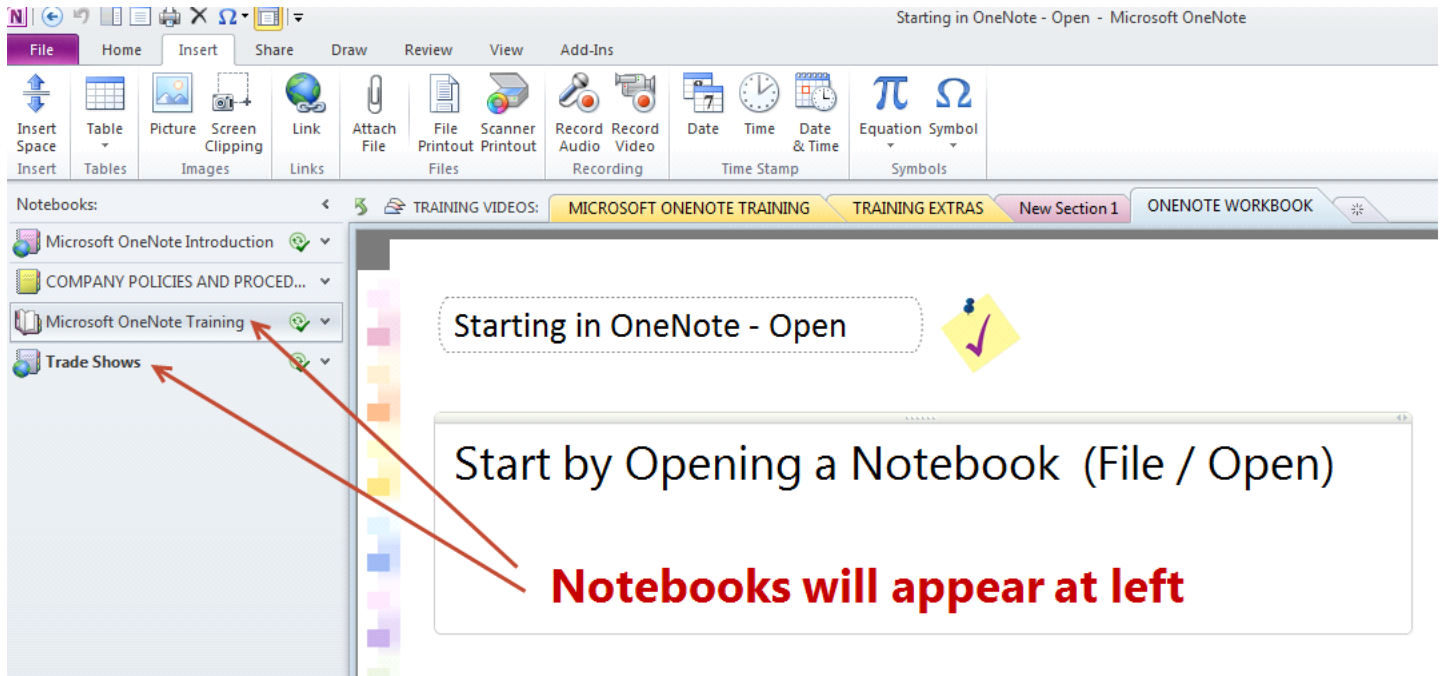 Starting in OneNote - Open - Microsoft OneNote
File Home Insert Share Draw Review View Add-Ins
Insert Space
Table
Picture
Screen Clipping
Link
Attach File
File Printout
Scanner Printout
Record Audio
Record Video
Date
Time
Date & Time
Equation
Symbol
Insert Tables Images Links Files Recording Time Stamp Symbols
Notebooks:
TRAINING VIDEOS: MICROSOFT ONENOTE TRAINING TRAINING EXTRAS New Section 1 ONENOTE WORKBOOK
Microsoft OneNote Introduction
COMPANY POLICIES AND PROCED...
Microsoft OneNote Training
Trade Shows
Starting in OneNote - Open
Start by Opening a Notebook (File / Open)
Notebooks will appear at left